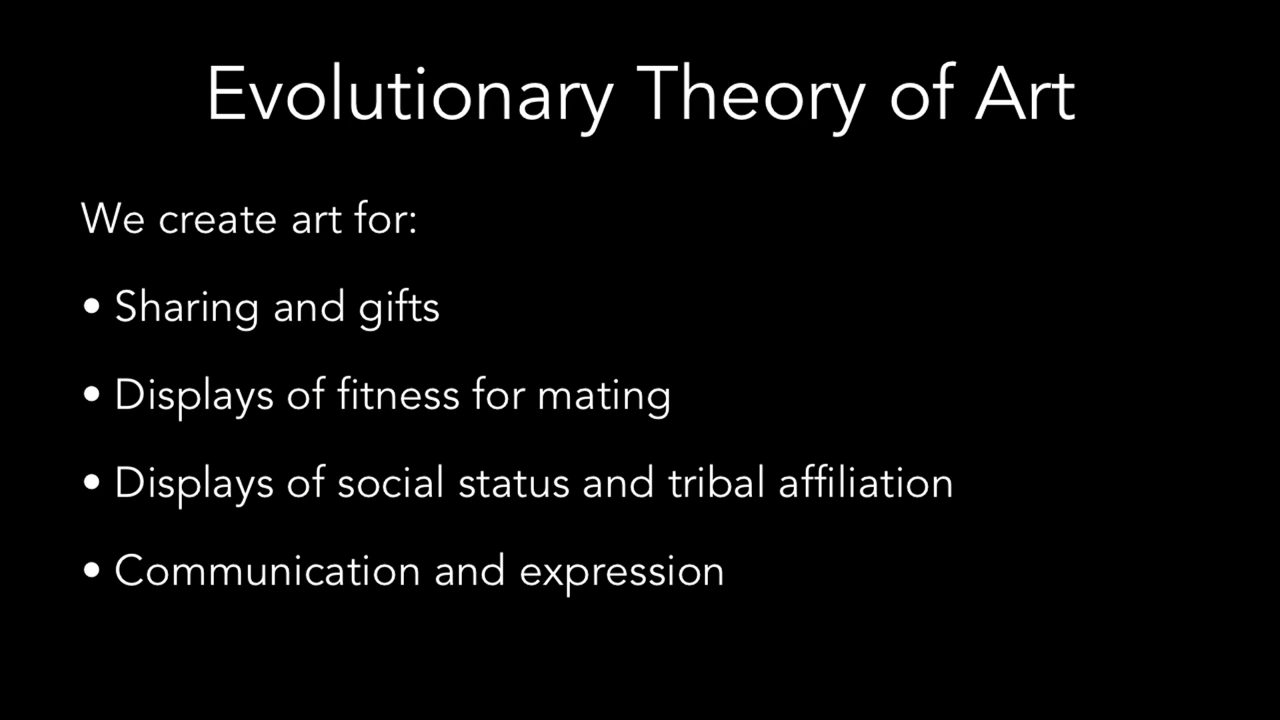 Evolutionary Theory of Art
We create art for:
• Sharing and gifts
• Displays of fitness for mating
• Displays of social status and tribal affiliation
• Communication and expression